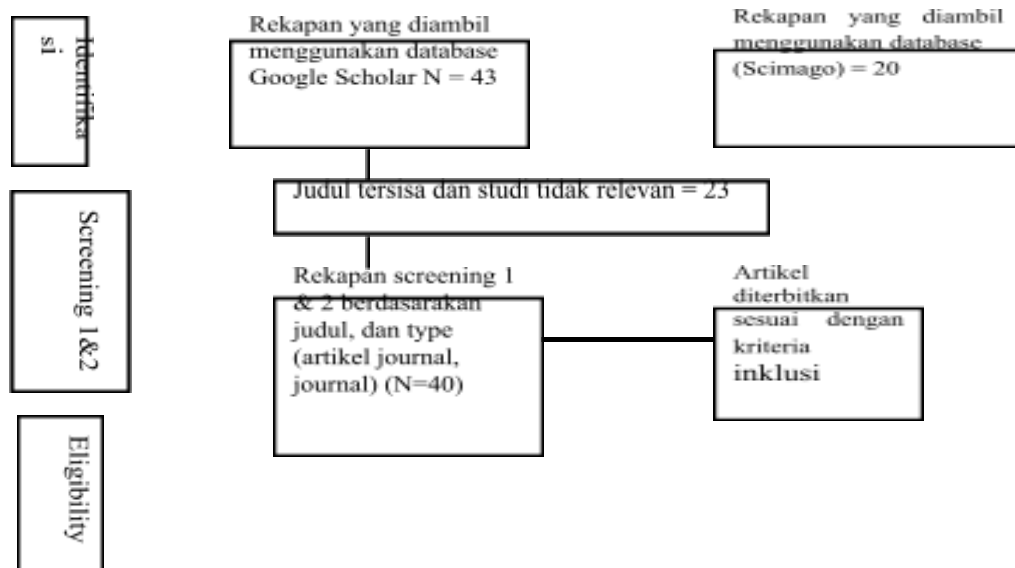 Identifika
si
Rekapan yang diambil
menggunakan database
Google Scholar N = 43
Rekapan yang diambil
menggunakan database
(Scimago) = 20
Judul tersisa dan studi tidak relevan = 23
Screening 1&2
Rekapan screening 1
& 2 berdasarakan
judul, dan type
(artikel journal,
journal) (N=40)
Artikel
diterbitkan
sesuai dengan
kriteria
inklusi
Eligibility